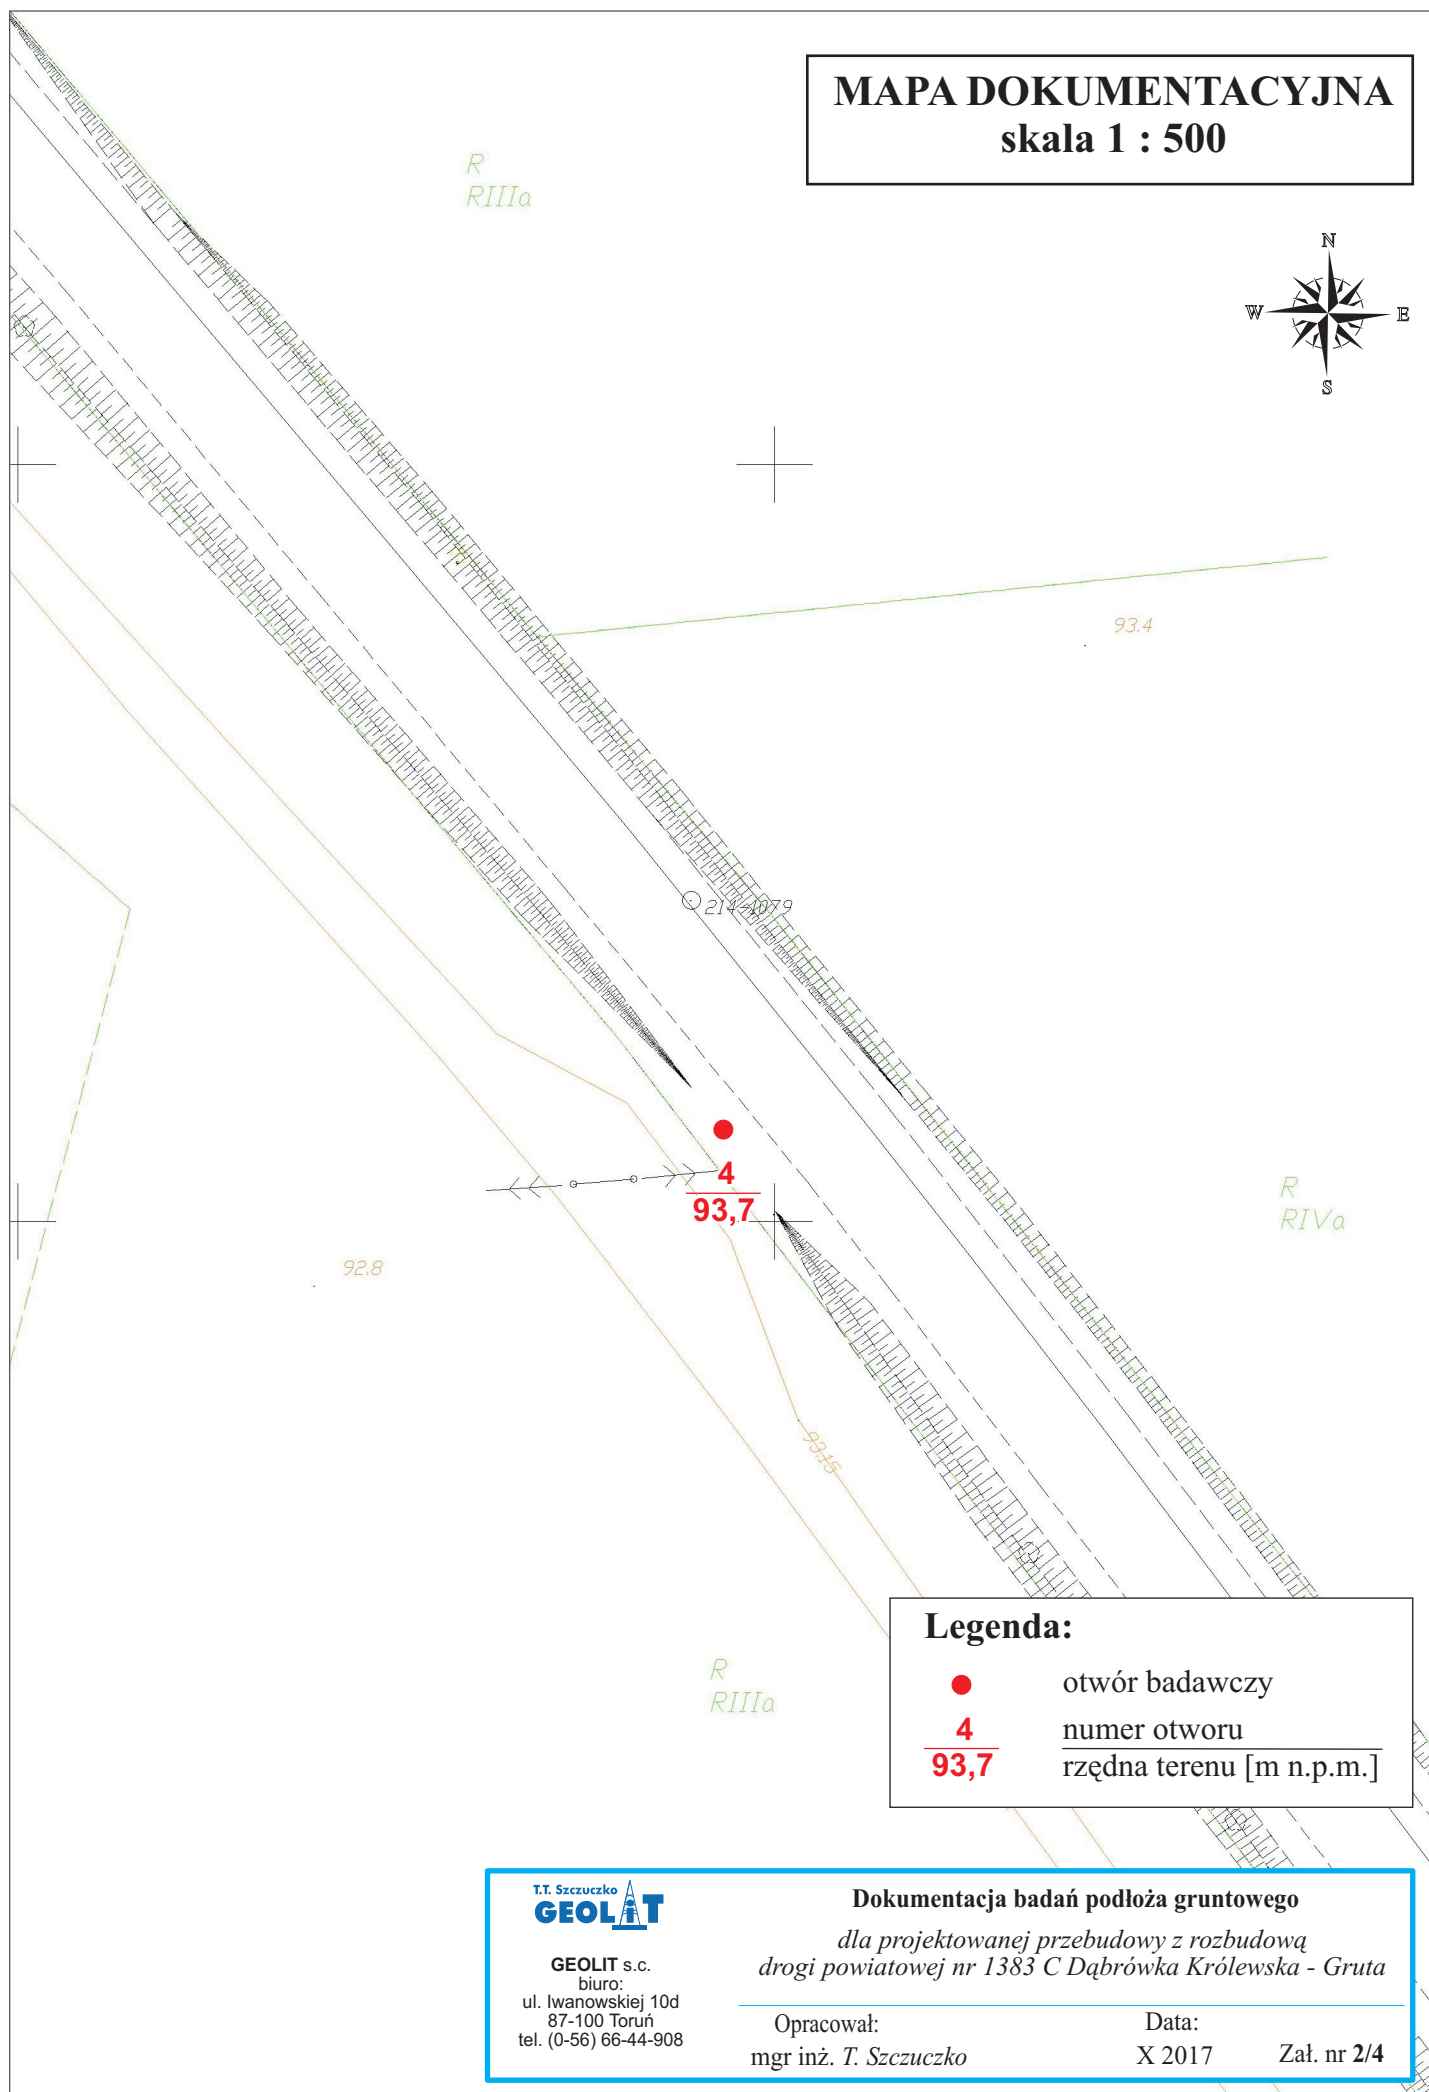 MAPA DOKUMENTACYJNA
skala 1 : 500
R
RIIIa
N
W
E
S
93.4
214-1079
4
93,7
R
RIVa
92.8
93.15
R
RIIIa
Legenda:
otwór badawczy
4
numer otworu
93,7
rzędna terenu [m n.p.m.]
T.T. Szczuczko
GEOLIT
GEOLIT s.c.
biuro:
ul. Iwanowskiej 10d
87-100 Toruń
tel. (0-56) 66-44-908
Dokumentacja badań podłoża gruntowego
dla projektowanej przebudowy z rozbudową
drogi powiatowej nr 1383 C Dąbrówka Królewska - Gruta
Opracował:
mgr inż. T. Szczuczko
Data:
X 2017
Zał. nr 2/4